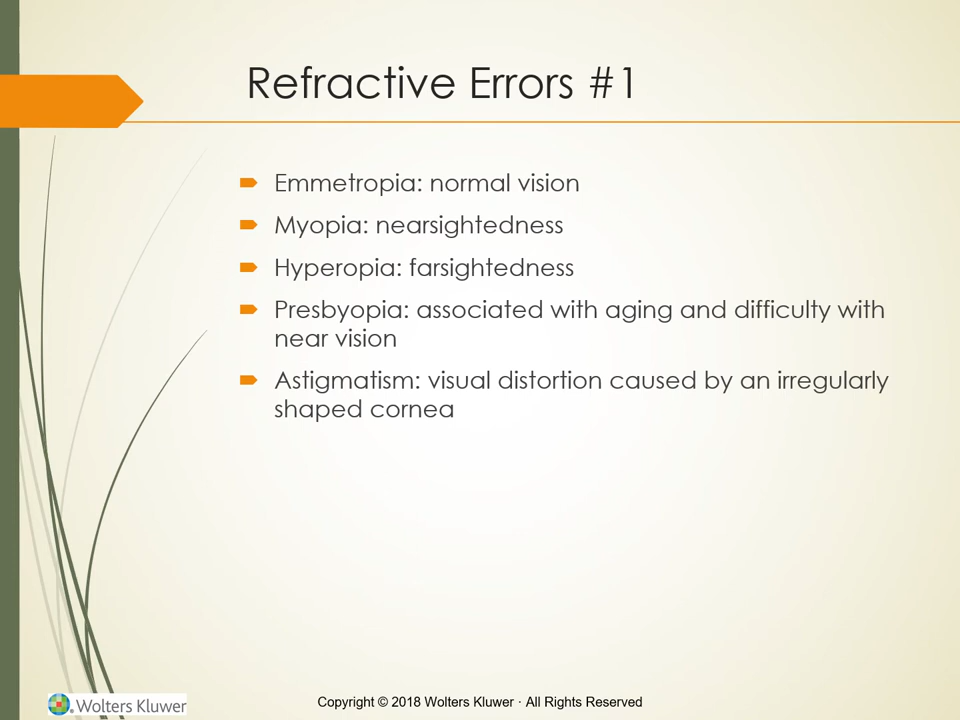 Refractive Errors #1
Emmetropia: normal vision
Myopia: nearsightedness
Hyperopia: farsightedness
Presbyopia: associated with aging and difficulty with
near vision
Astigmatism: visual distortion caused by an irregularly
shaped cornea
Wolters Kluwer
Copyright © 2018 Wolters Kluwer · All Rights Reserved